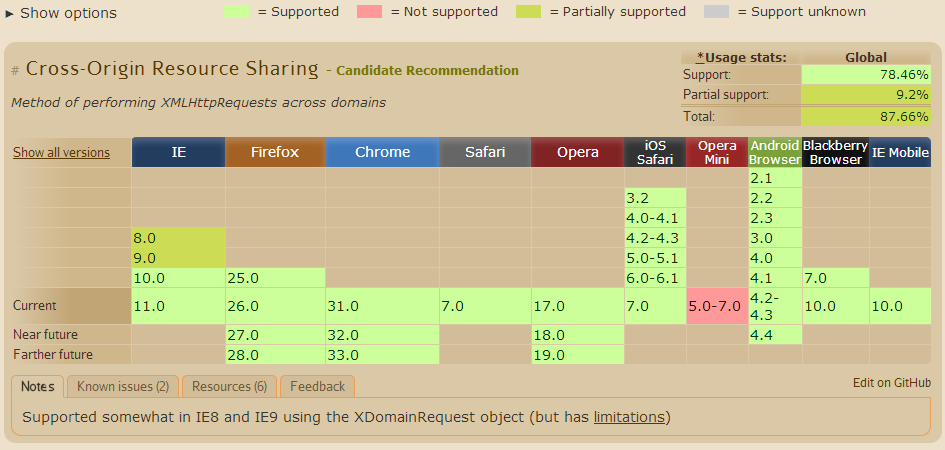 ► Show options = Supported = Not supported = Partially supported = Support unknown
# Cross-Origin Resource Sharing - Candidate Recommendation
*Usage stats: Global
Support: 78.46%
Partial support: 9.2%
Total: 87.66%
Method of performing XMLHttpRequests across domains
Show all versions IE Firefox Chrome Safari Opera iOS Safari Opera Mini Android Browser Blackberry Browser IE Mobile
2.1
3.2 2.2
4.0-4.1 2.3
8.0 4.2-4.3 3.0
9.0 5.0-5.1 4.0
10.0 25.0 6.0-6.1 4.1 7.0
Current 11.0 26.0 31.0 7.0 17.0 7.0 5.0-7.0 4.2-4.3 10.0 10.0
Near future 27.0 32.0 18.0 4.4
Farther future 28.0 33.0 19.0
Notes Known issues (2) Resources (6) Feedback Edit on GitHub
Supported somewhat in IE8 and IE9 using the XDomainRequest object (but has limitations)